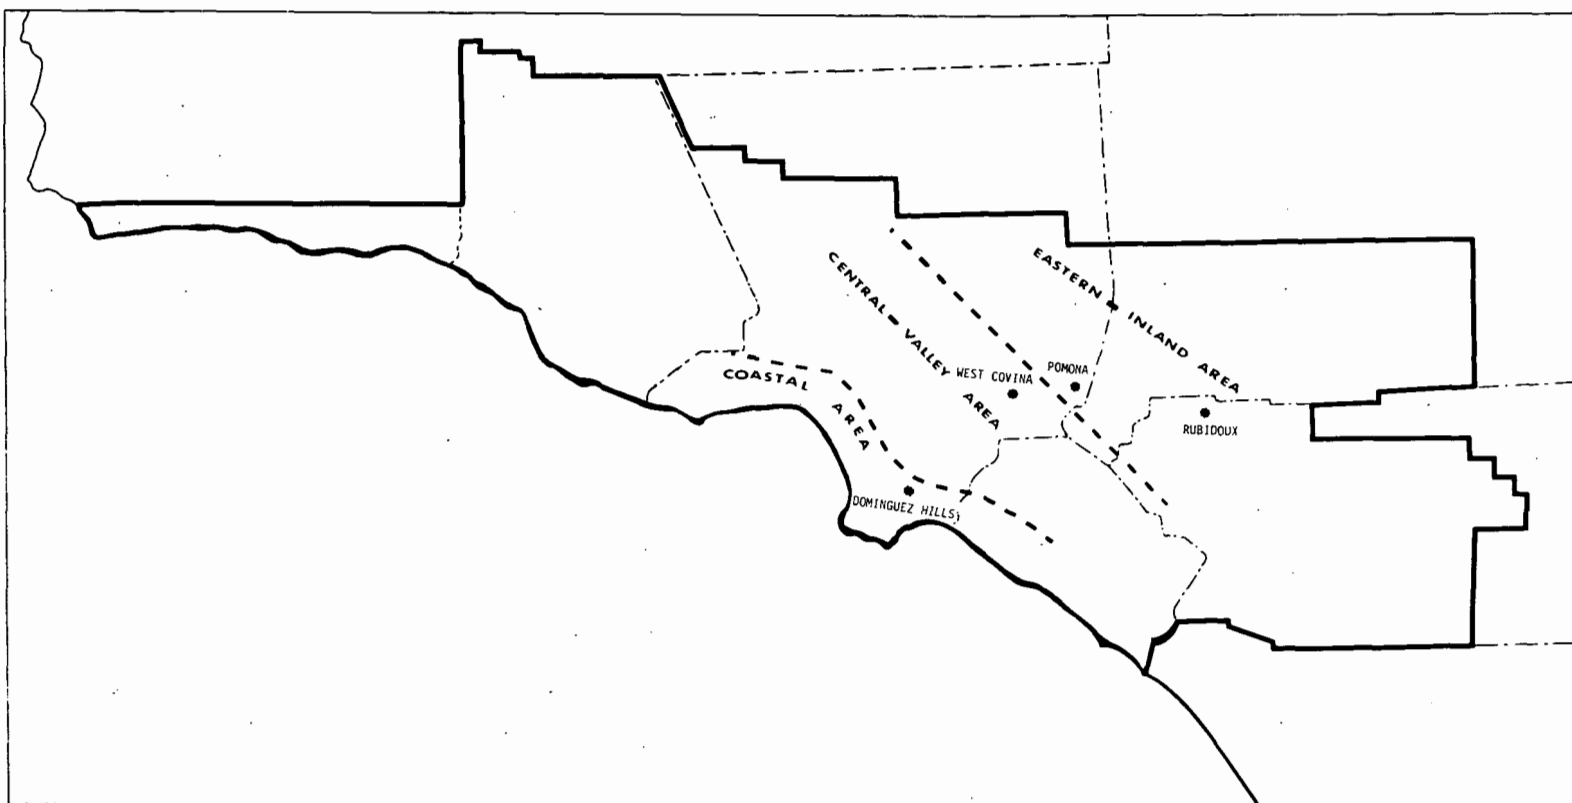 EASTERN INLAND AREA
CENTRAL VALLEY AREA
POMONA
WEST COVINA
COASTAL AREA
RUBIDOUX
DOMINGUEZ HILLS